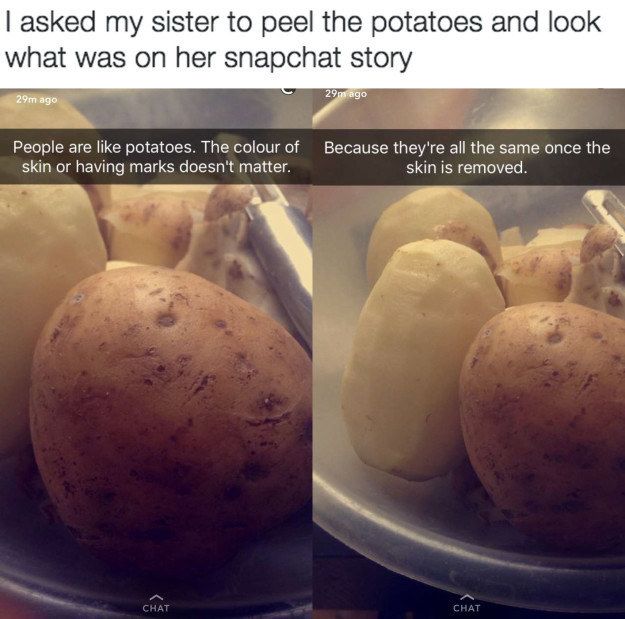 I asked my sister to peel the potatoes and look
what was on her snapchat story
29m ago
People are like potatoes. The colour of
skin or having marks doesn't matter.
CHAT
29m ago
Because they're all the same once the
skin is removed.
CHAT